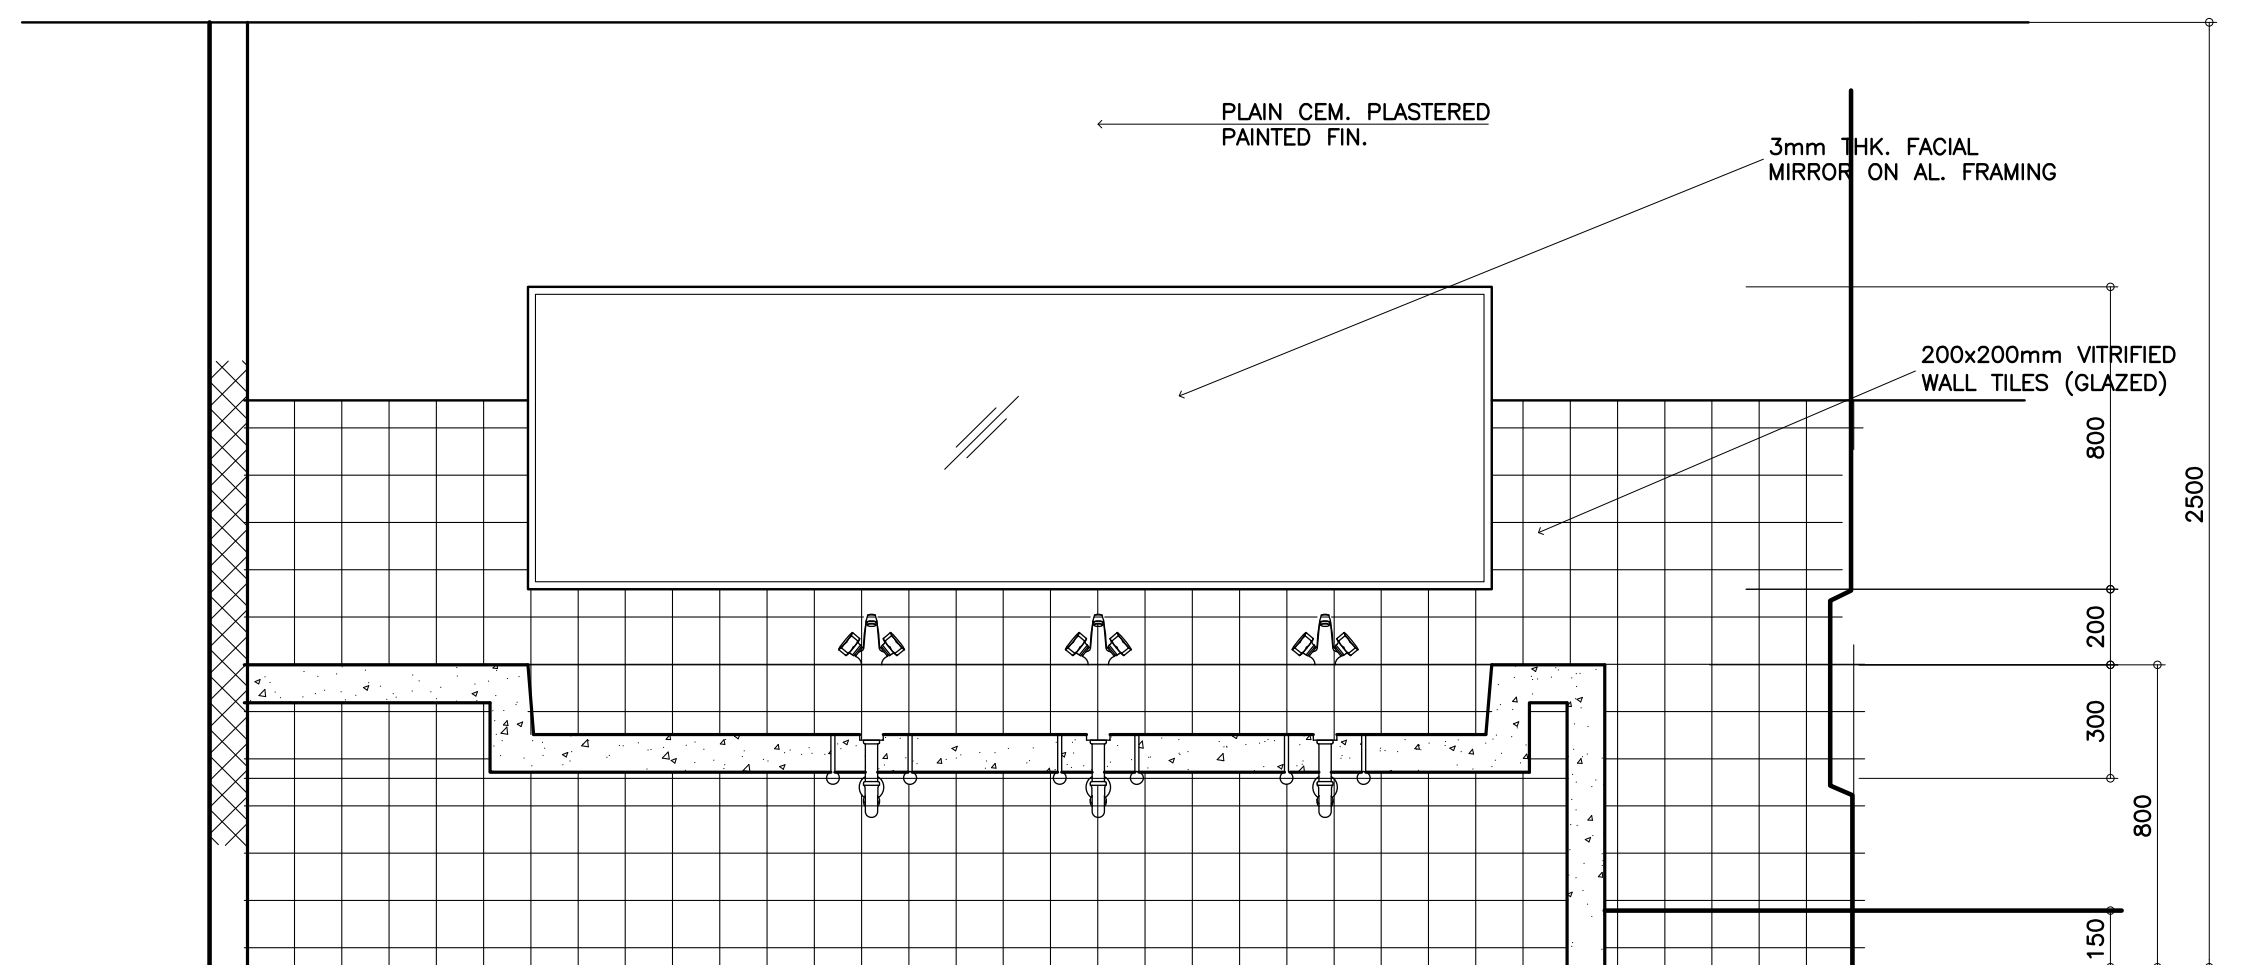 PLAIN CEM. PLASTERED
PAINTED FIN.
3mm THK. FACIAL
MIRROR ON AL. FRAMING
200x200mm VITRIFIED
WALL TILES (GLAZED)
800
2500
200
300
800
150